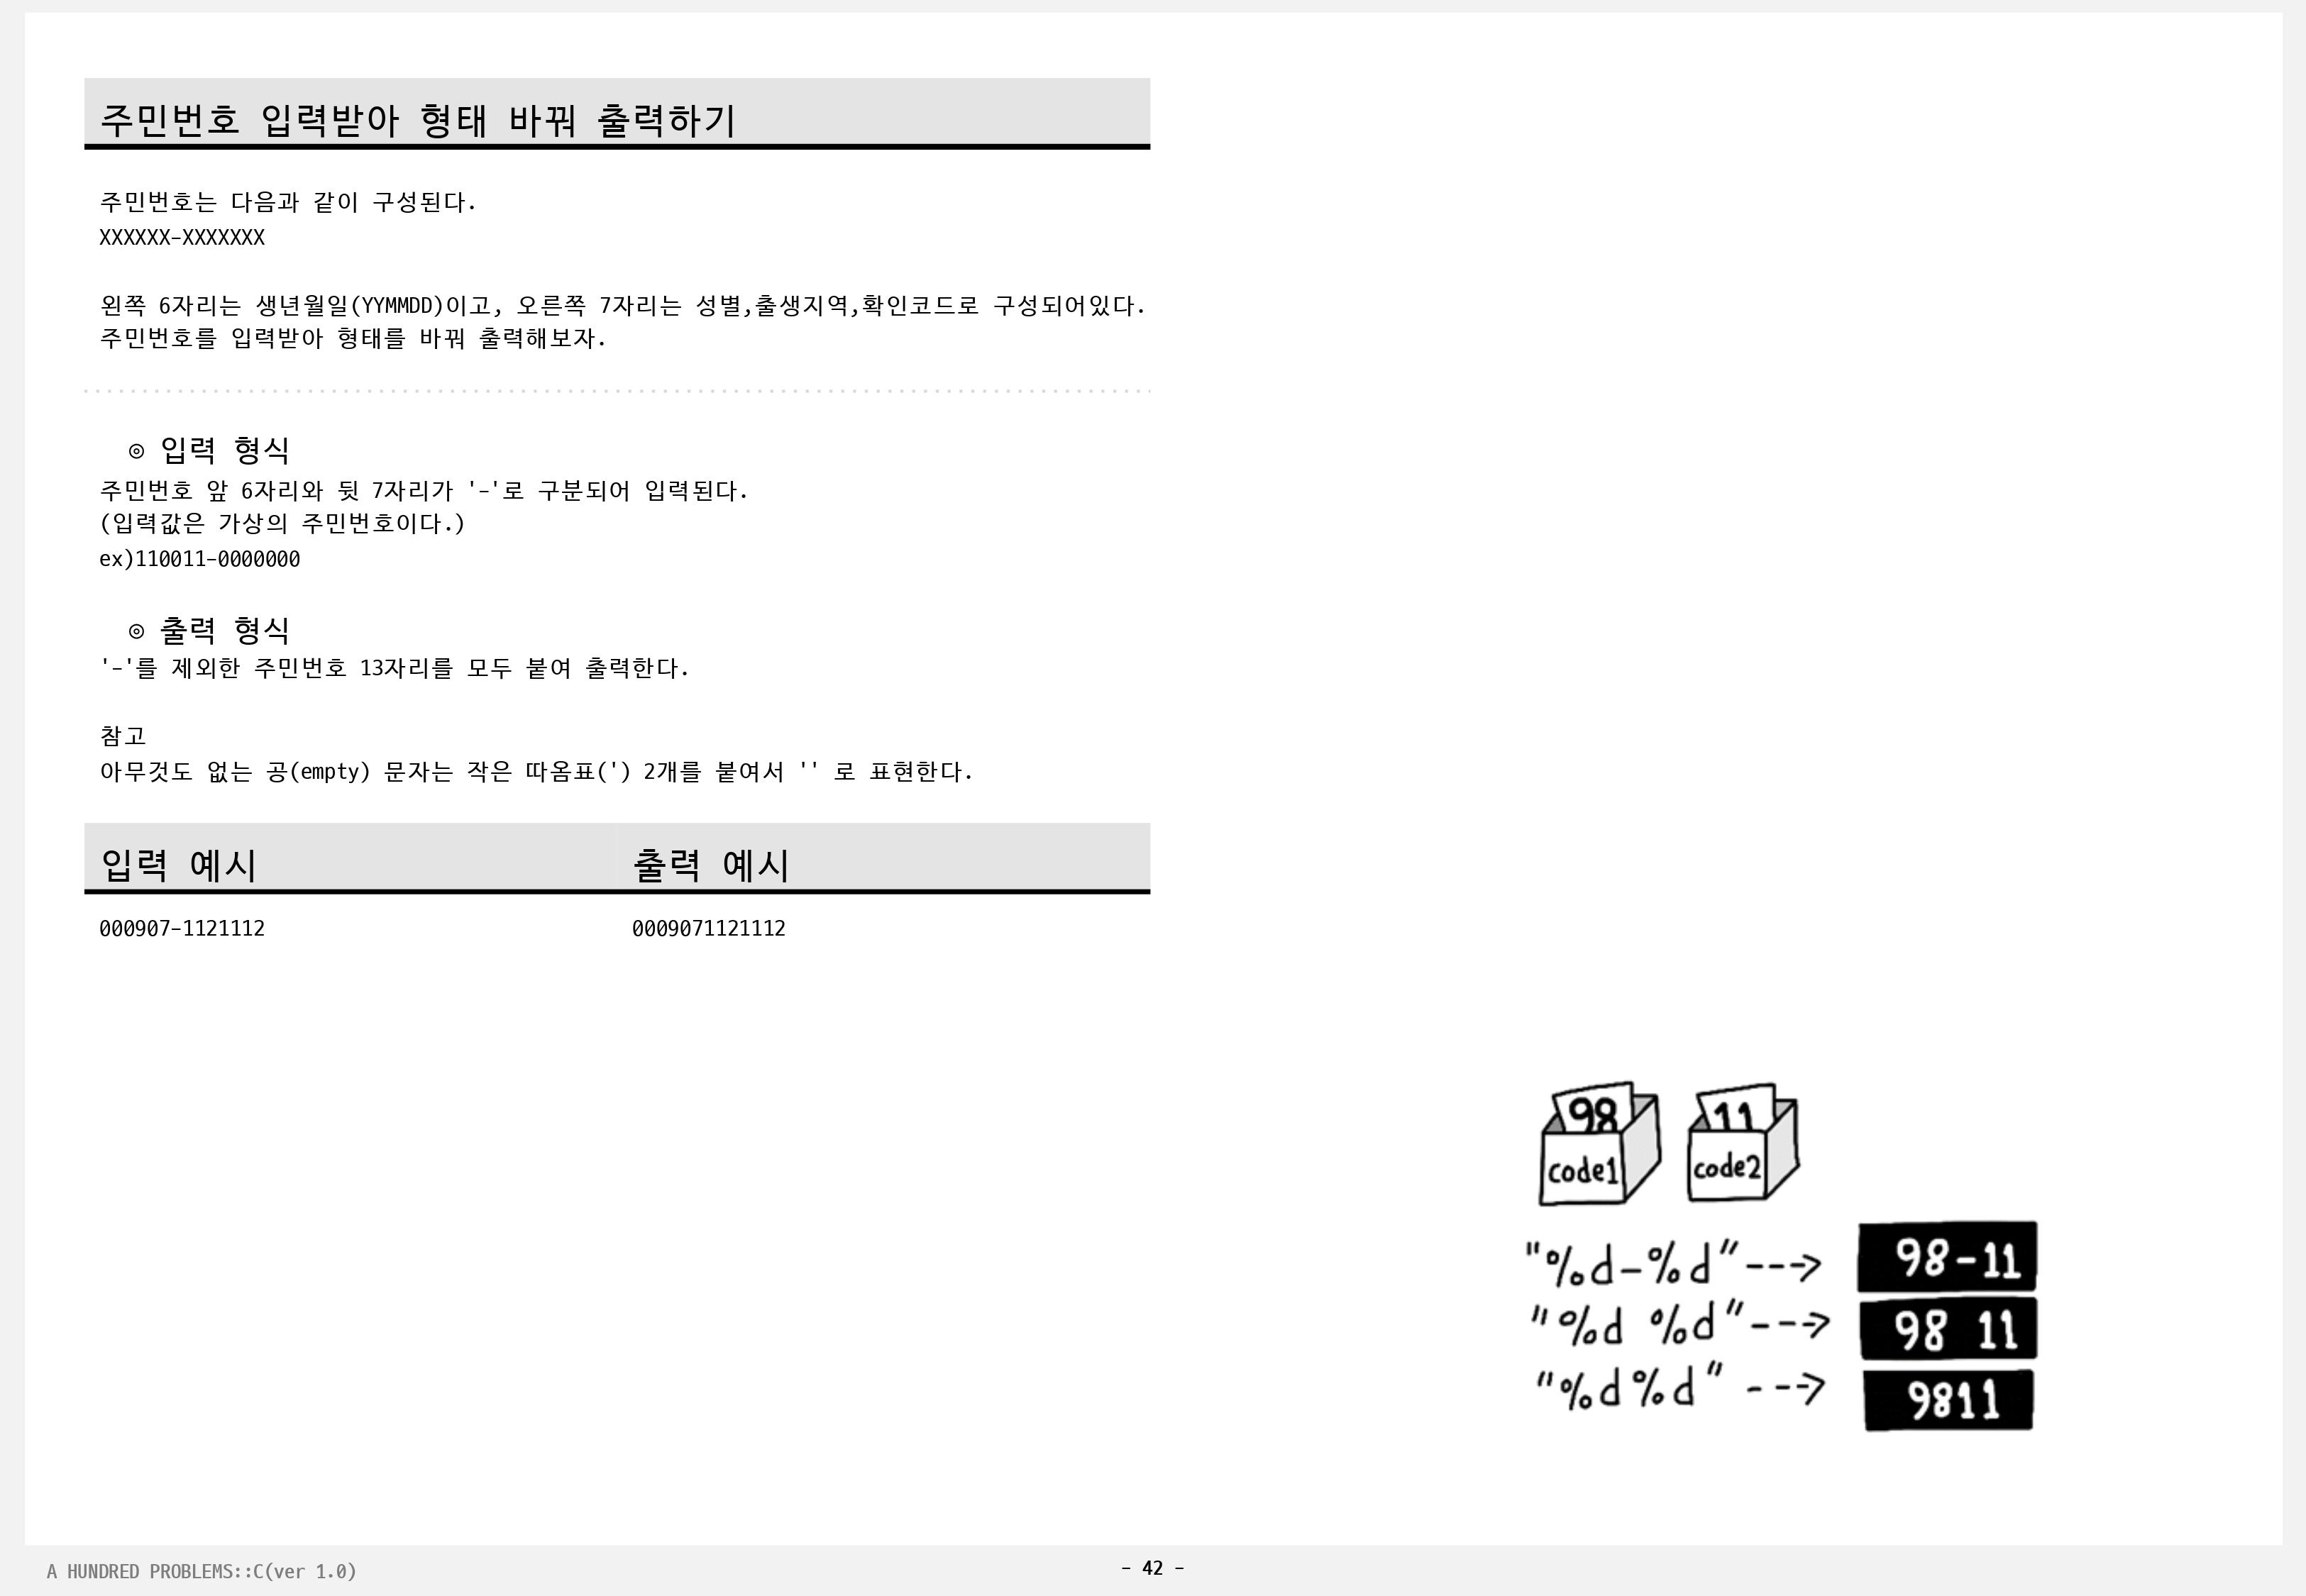 주민번호 입력받아 형태 바꿔 출력하기
주민번호는 다음과 같이 구성된다.
XXXXXX-XXXXXXX
왼쪽 6자리는 생년월일(YYMMDD)이고, 오른쪽 7자리는 성별,출생지역,확인코드로 구성되어있다.
주민번호를 입력받아 형태를 바꿔 출력해보자.
◎ 입력 형식
주민번호 앞 6자리와 뒷 7자리가 '-'로 구분되어 입력된다.
(입력값은 가상의 주민번호이다.)
ex)110011-0000000
◎ 출력 형식
'-'를 제외한 주민번호 13자리를 모두 붙여 출력한다.
참고
아무것도 없는 공(empty) 문자는 작은 따옴표(') 2개를 붙여서 '' 로 표현한다.
입력 예시 출력 예시
000907-1121112 0009071121112
98 11
code1 code2
"%d-%d"---> 98-11
"%d %d"---> 98 11
"%d%d" ---> 9811
A HUNDRED PROBLEMS::C(ver 1.0)
- 42 -